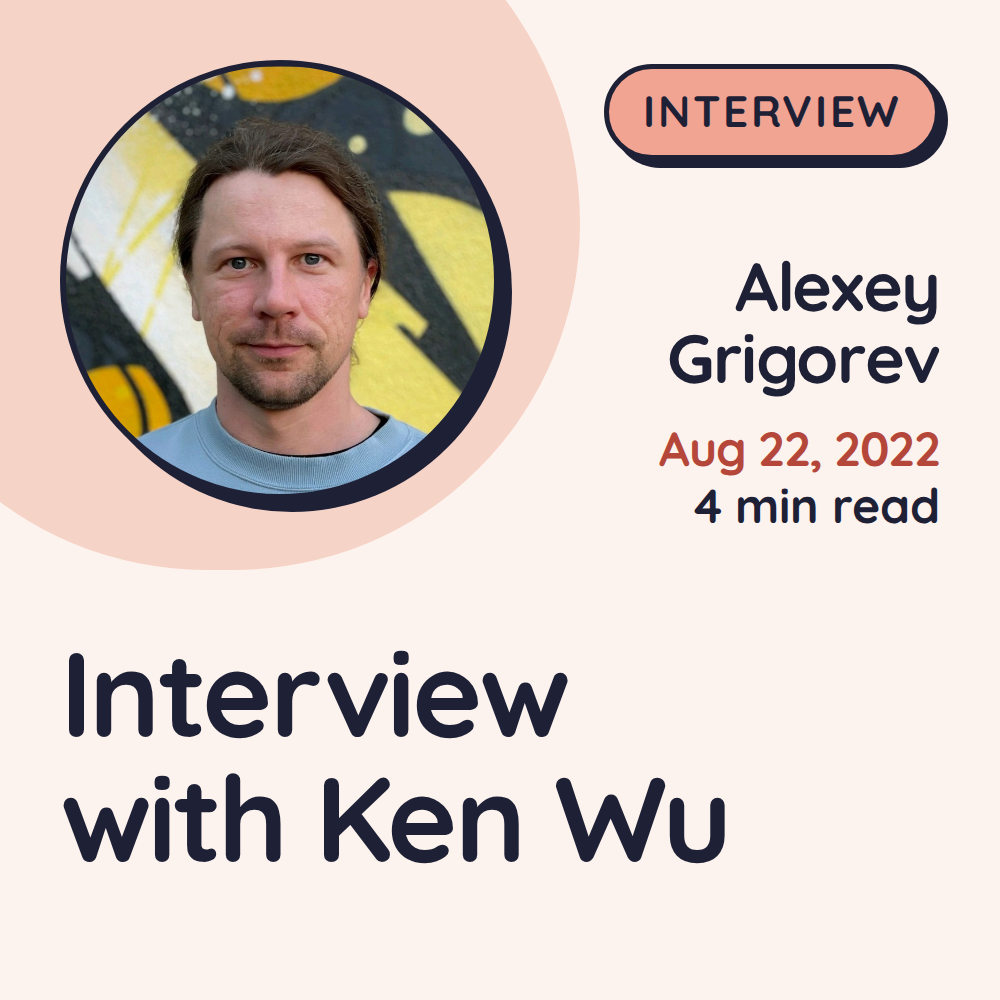 INTERVIEW
Alexey
Grigorev
Aug 22, 2022
4 min read
Interview
with Ken Wu